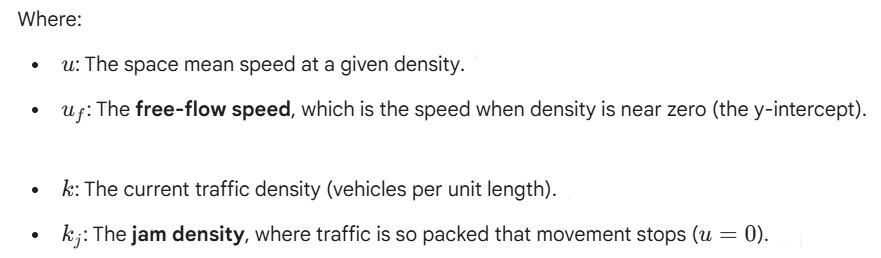 Where:
• u: The space mean speed at a given density.
• u_f: The free-flow speed, which is the speed when density is near zero (the y-intercept).
• k: The current traffic density (vehicles per unit length).
• k_j: The jam density, where traffic is so packed that movement stops (u = 0).